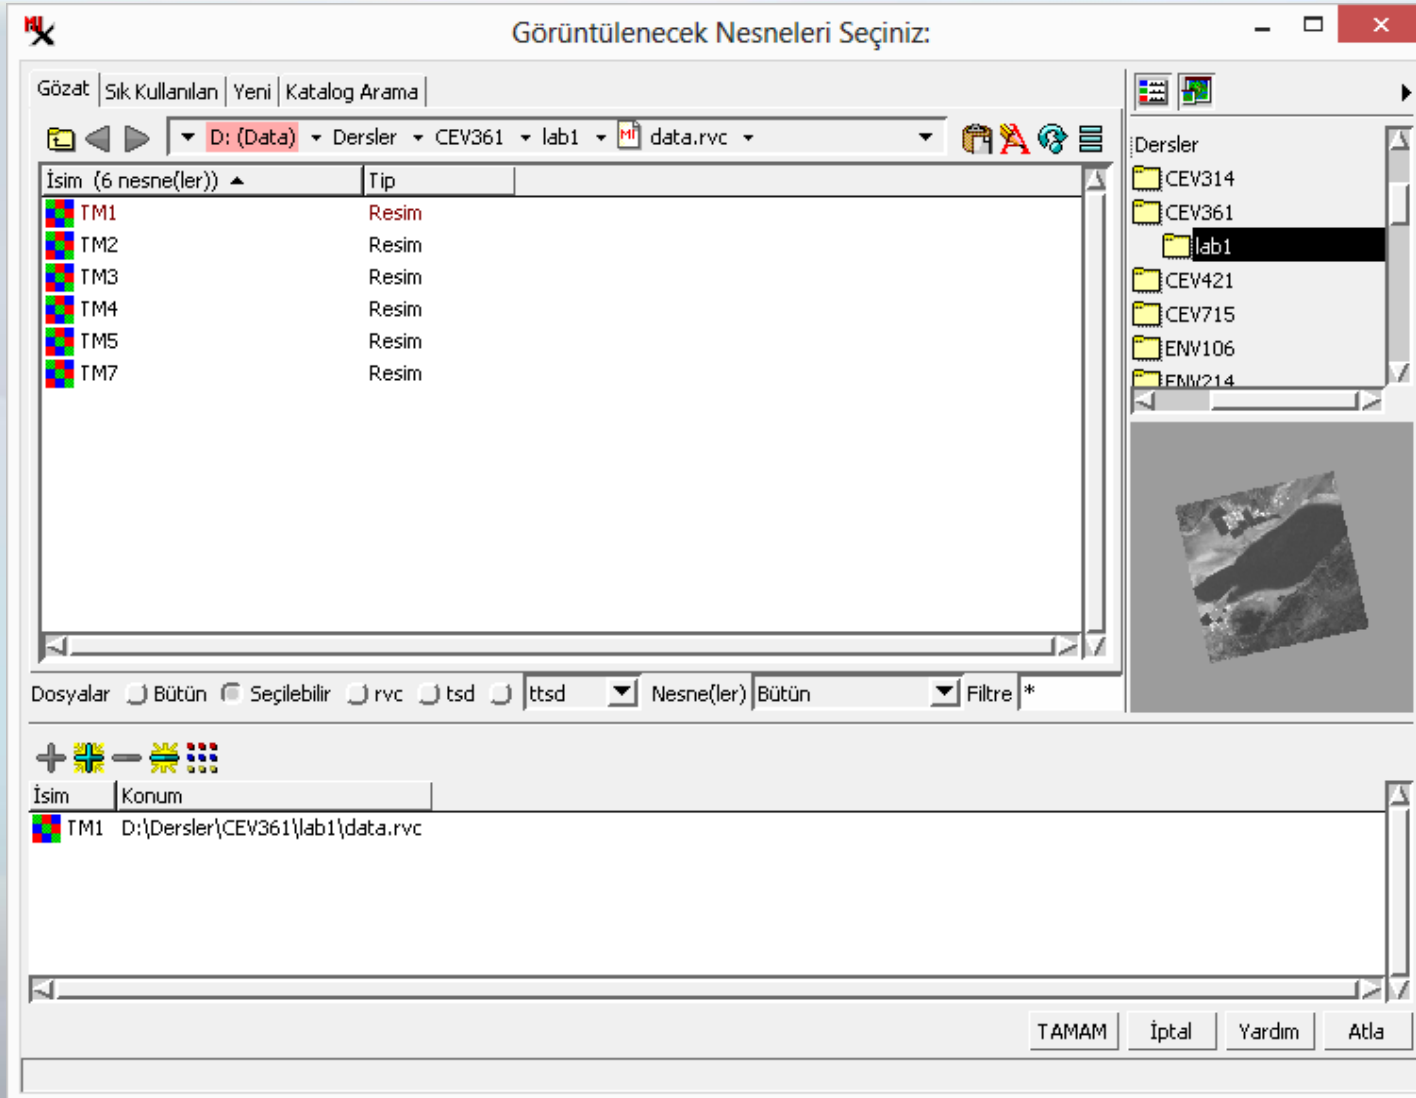 Görüntülenecek Nesneleri Seçiniz:
Gözat Sık Kullanılan Yeni Katalog Arama
D: (Data) Dersler CEV361 lab1 data.rvc
İsim (6 nesne(ler)) Tip
TM1 Resim
TM2 Resim
TM3 Resim
TM4 Resim
TM5 Resim
TM7 Resim
Dersler
CEV314
CEV361
lab1
CEV421
CEV715
ENV106
ENV214
Dosyalar Bütün Seçilebilir rvc tsd ttsd Nesne(ler) Bütün Filtre *
İsim Konum
TM1 D:\Dersler\CEV361\lab1\data.rvc
TAMAM İptal Yardım Atla